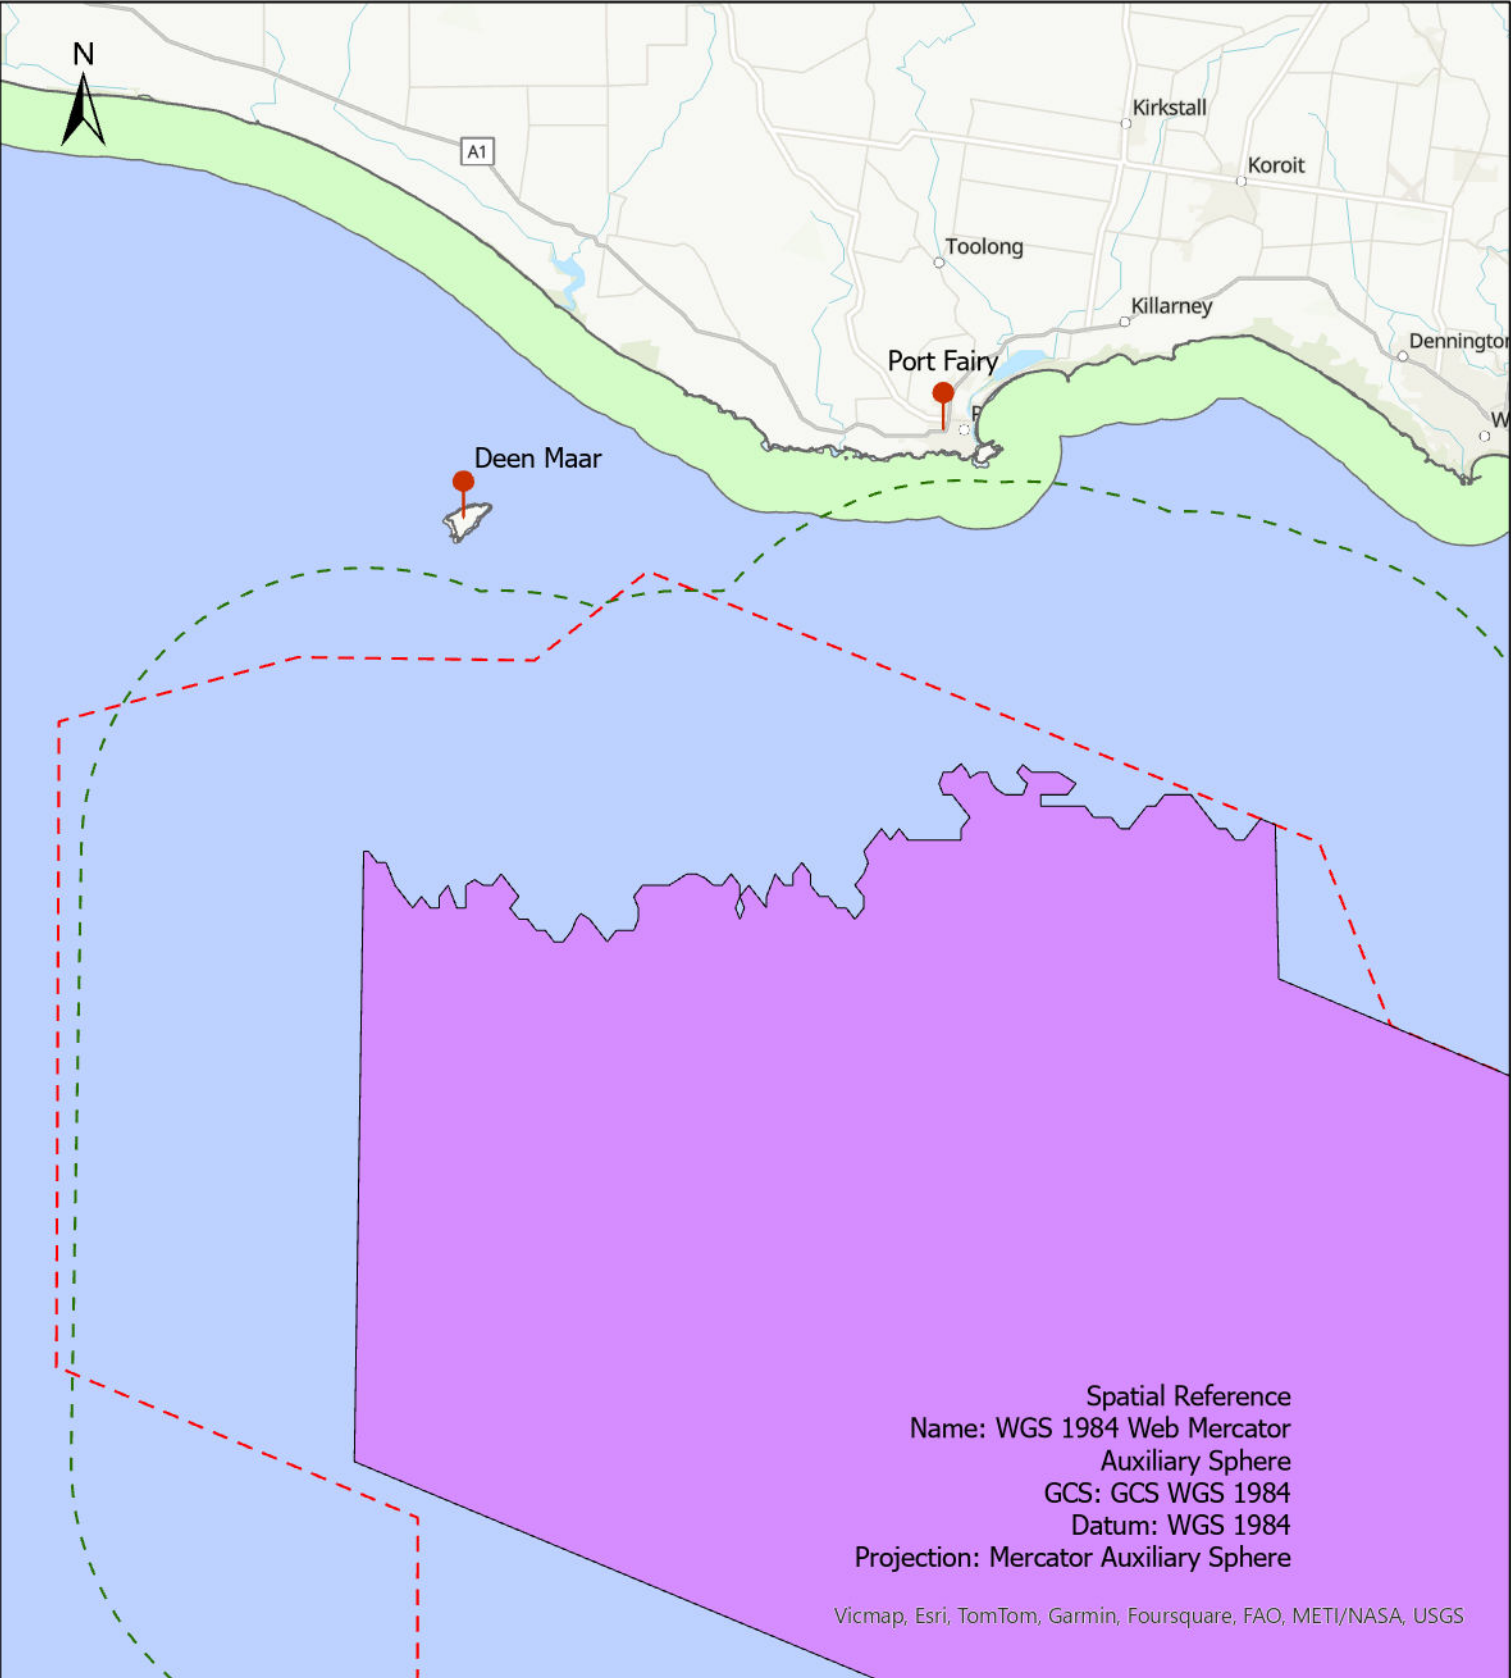 N
Kirkstall
A1
Koroit
Toolong
Killarney
Dennington
Port Fairy
P
W
Deen Maar
Spatial Reference
Name: WGS 1984 Web Mercator
Auxiliary Sphere
GCS: GCS WGS 1984
Datum: WGS 1984
Projection: Mercator Auxiliary Sphere
Vicmap, Esri, TomTom, Garmin, Foursquare, FAO, METI/NASA, USGS